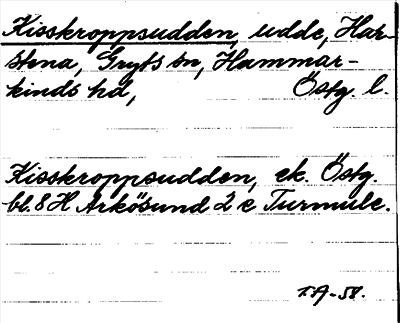 Kisskroppsudden, udde, Har-
stena, Gryts sn, Hammar-
kinds hd, Östg. l.
Kisskroppsudden, ek. Östg.
bl. 8 H Arkösund 2 e Turmule.
T.A-58.